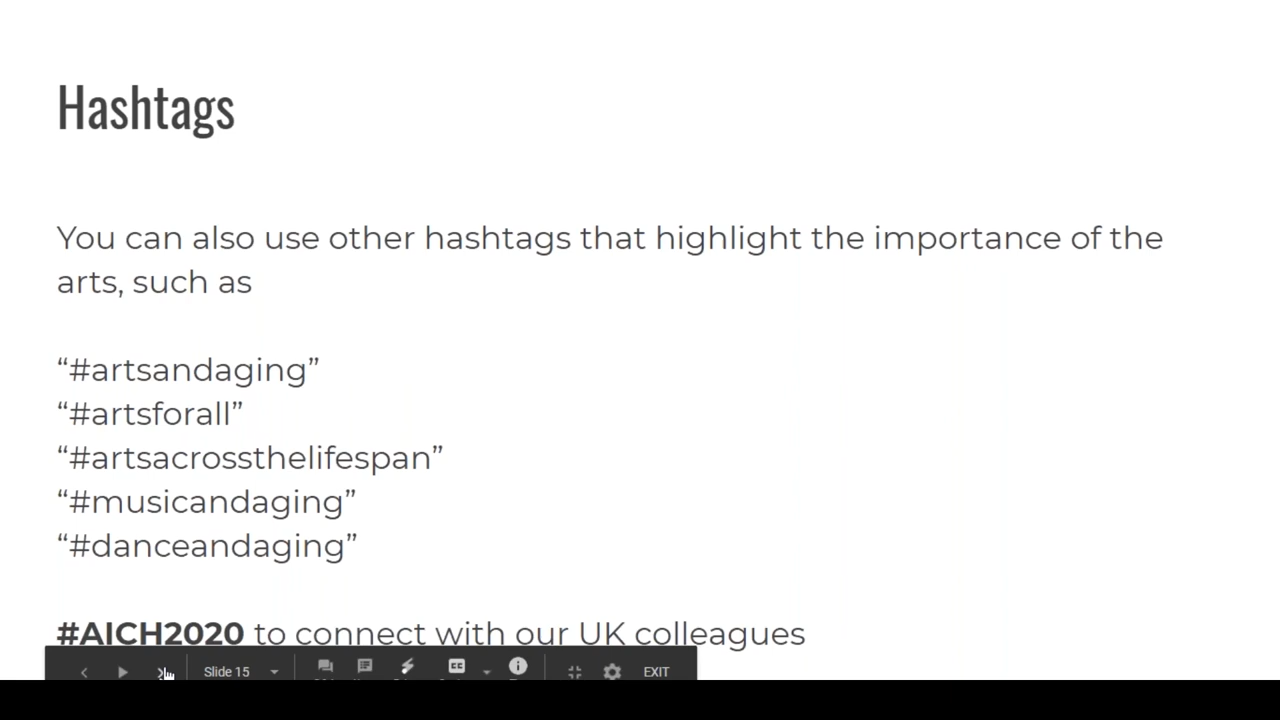 Hashtags
You can also use other hashtags that highlight the importance of the
arts, such as
“#artsandaging”
“#artsforall”
“#artsacrossthelifespan”
“#musicandaging”
“#danceandaging”
#AICH2020 to connect with our UK colleagues
Slide 15
EXIT